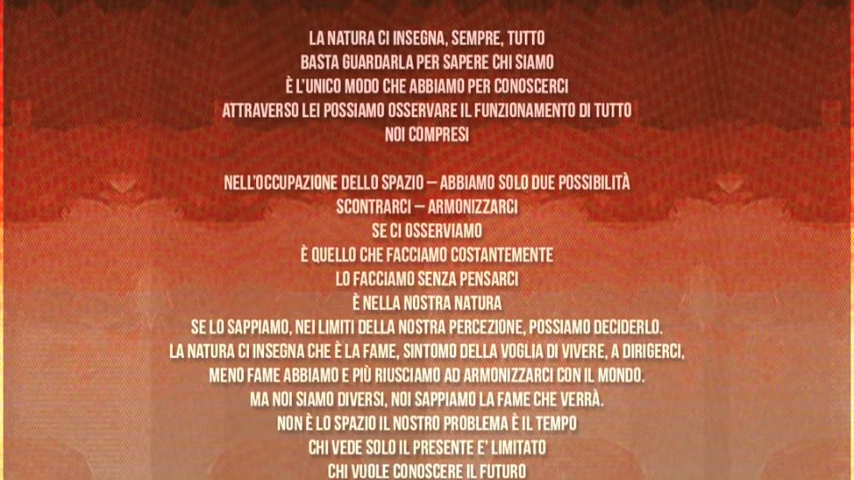 LA NATURA CI INSEGNA, SEMPRE, TUTTO
BASTA GUARDARLA PER SAPERE CHI SIAMO
È L'UNICO MODO CHE ABBIAMO PER CONOSCERCI
ATTRAVERSO LEI POSSIAMO OSSERVARE IL FUNZIONAMENTO DI TUTTO
NOI COMPRESI
NELL'OCCUPAZIONE DELLO SPAZIO – ABBIAMO SOLO DUE POSSIBILITÀ
SCONTRARCI – ARMONIZZARCI
SE CI OSSERVIAMO
È QUELLO CHE FACCIAMO COSTANTEMENTE
LO FACCIAMO SENZA PENSARCI
È NELLA NOSTRA NATURA
SE LO SAPPIAMO, NEI LIMITI DELLA NOSTRA PERCEZIONE, POSSIAMO DECIDERLO.
LA NATURA CI INSEGNA CHE È LA FAME, SINTOMO DELLA VOGLIA DI VIVERE, A DIRIGERCI,
MENO FAME ABBIAMO E PIÙ RIUSCIAMO AD ARMONIZZARCI CON IL MONDO.
MA NOI SIAMO DIVERSI, NOI SAPPIAMO LA FAME CHE VERRÀ.
NON È LO SPAZIO IL NOSTRO PROBLEMA È IL TEMPO
CHI VEDE SOLO IL PRESENTE E' LIMITATO
CHI VUOLE CONOSCERE IL FUTURO